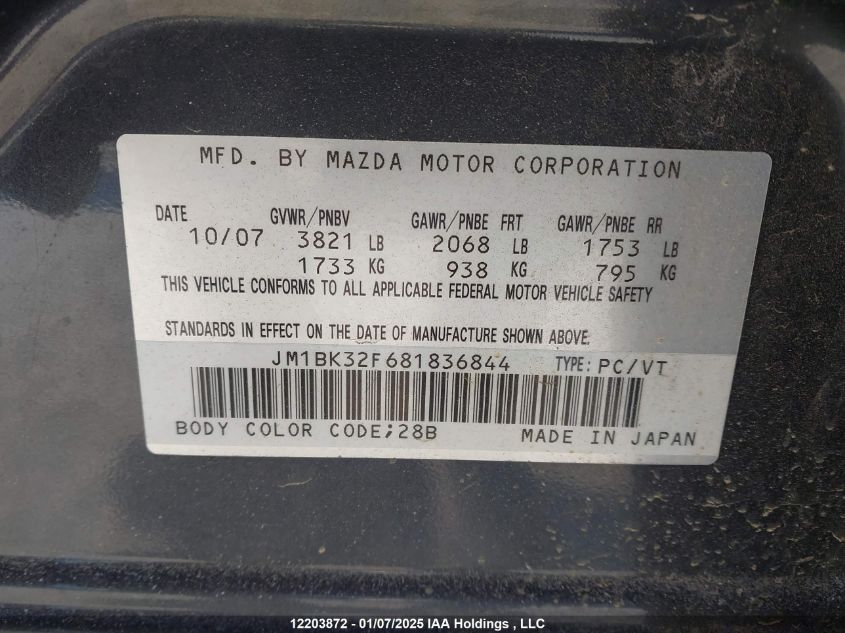 MFD. BY MAZDA MOTOR CORPORATION
DATE GVWR/PNBV GAWR/PNBE FRT GAWR/PNBE RR
10/07 3821 LB 2068 LB 1753 LB
1733 KG 938 KG 795 KG
THIS VEHICLE CONFORMS TO ALL APPLICABLE FEDERAL MOTOR VEHICLE SAFETY
STANDARDS IN EFFECT ON THE DATE OF MANUFACTURE SHOWN ABOVE.
JM1BK32F681836844 TYPE: PC/VT
BODY COLOR CODE;28B MADE IN JAPAN
12203872 - 01/07/2025 IAA Holdings , LLC